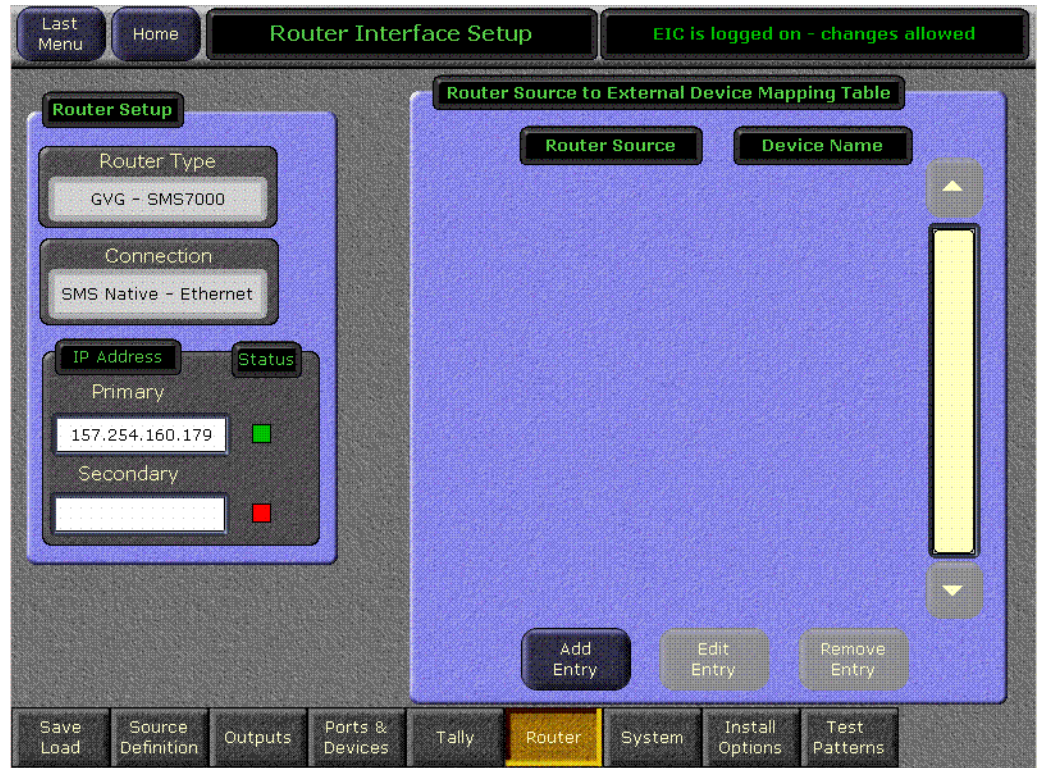 Last
Menu
Home
Router Interface Setup
EIC is logged on - changes allowed
Router Setup
Router Type
GVG - SMS7000
Connection
SMS Native - Ethernet
IP Address
Status
Primary
157.254.160.179
Secondary
Router Source to External Device Mapping Table
Router Source
Device Name
Add
Entry
Edit
Entry
Remove
Entry
Save
Load
Source
Definition
Outputs
Ports &
Devices
Tally
Router
System
Install
Options
Test
Patterns